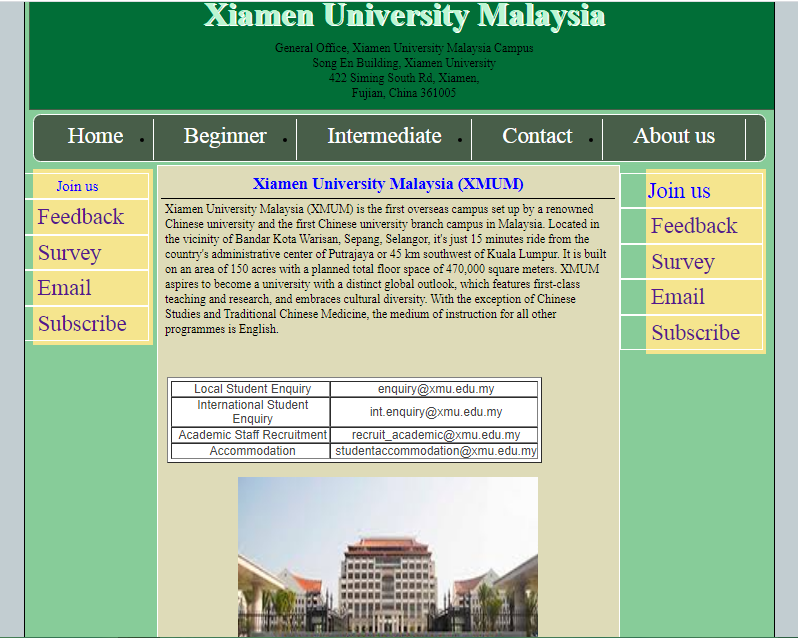 Xiamen University Malaysia
General Office, Xiamen University Malaysia Campus
Song En Building, Xiamen University
422 Siming South Rd, Xiamen,
Fujian, China 361005
Home Beginner Intermediate Contact About us
Join us
Feedback
Survey
Email
Subscribe
Xiamen University Malaysia (XMUM)
Xiamen University Malaysia (XMUM) is the first overseas campus set up by a renowned
Chinese university and the first Chinese university branch campus in Malaysia. Located in
the vicinity of Bandar Kota Warisan, Sepang, Selangor, it's just 15 minutes ride from the
country's administrative center of Putrajaya or 45 km southwest of Kuala Lumpur. It is built
on an area of 150 acres with a planned total floor space of 470,000 square meters. XMUM
aspires to become a university with a distinct global outlook, which features first-class
teaching and research, and embraces cultural diversity. With the exception of Chinese
Studies and Traditional Chinese Medicine, the medium of instruction for all other
programmes is English.
Local Student Enquiry enquiry@xmu.edu.my
International Student
Enquiry int.enquiry@xmu.edu.my
Academic Staff Recruitment recruit_academic@xmu.edu.my
Accommodation studentaccommodation@xmu.edu.my
Join us
Feedback
Survey
Email
Subscribe